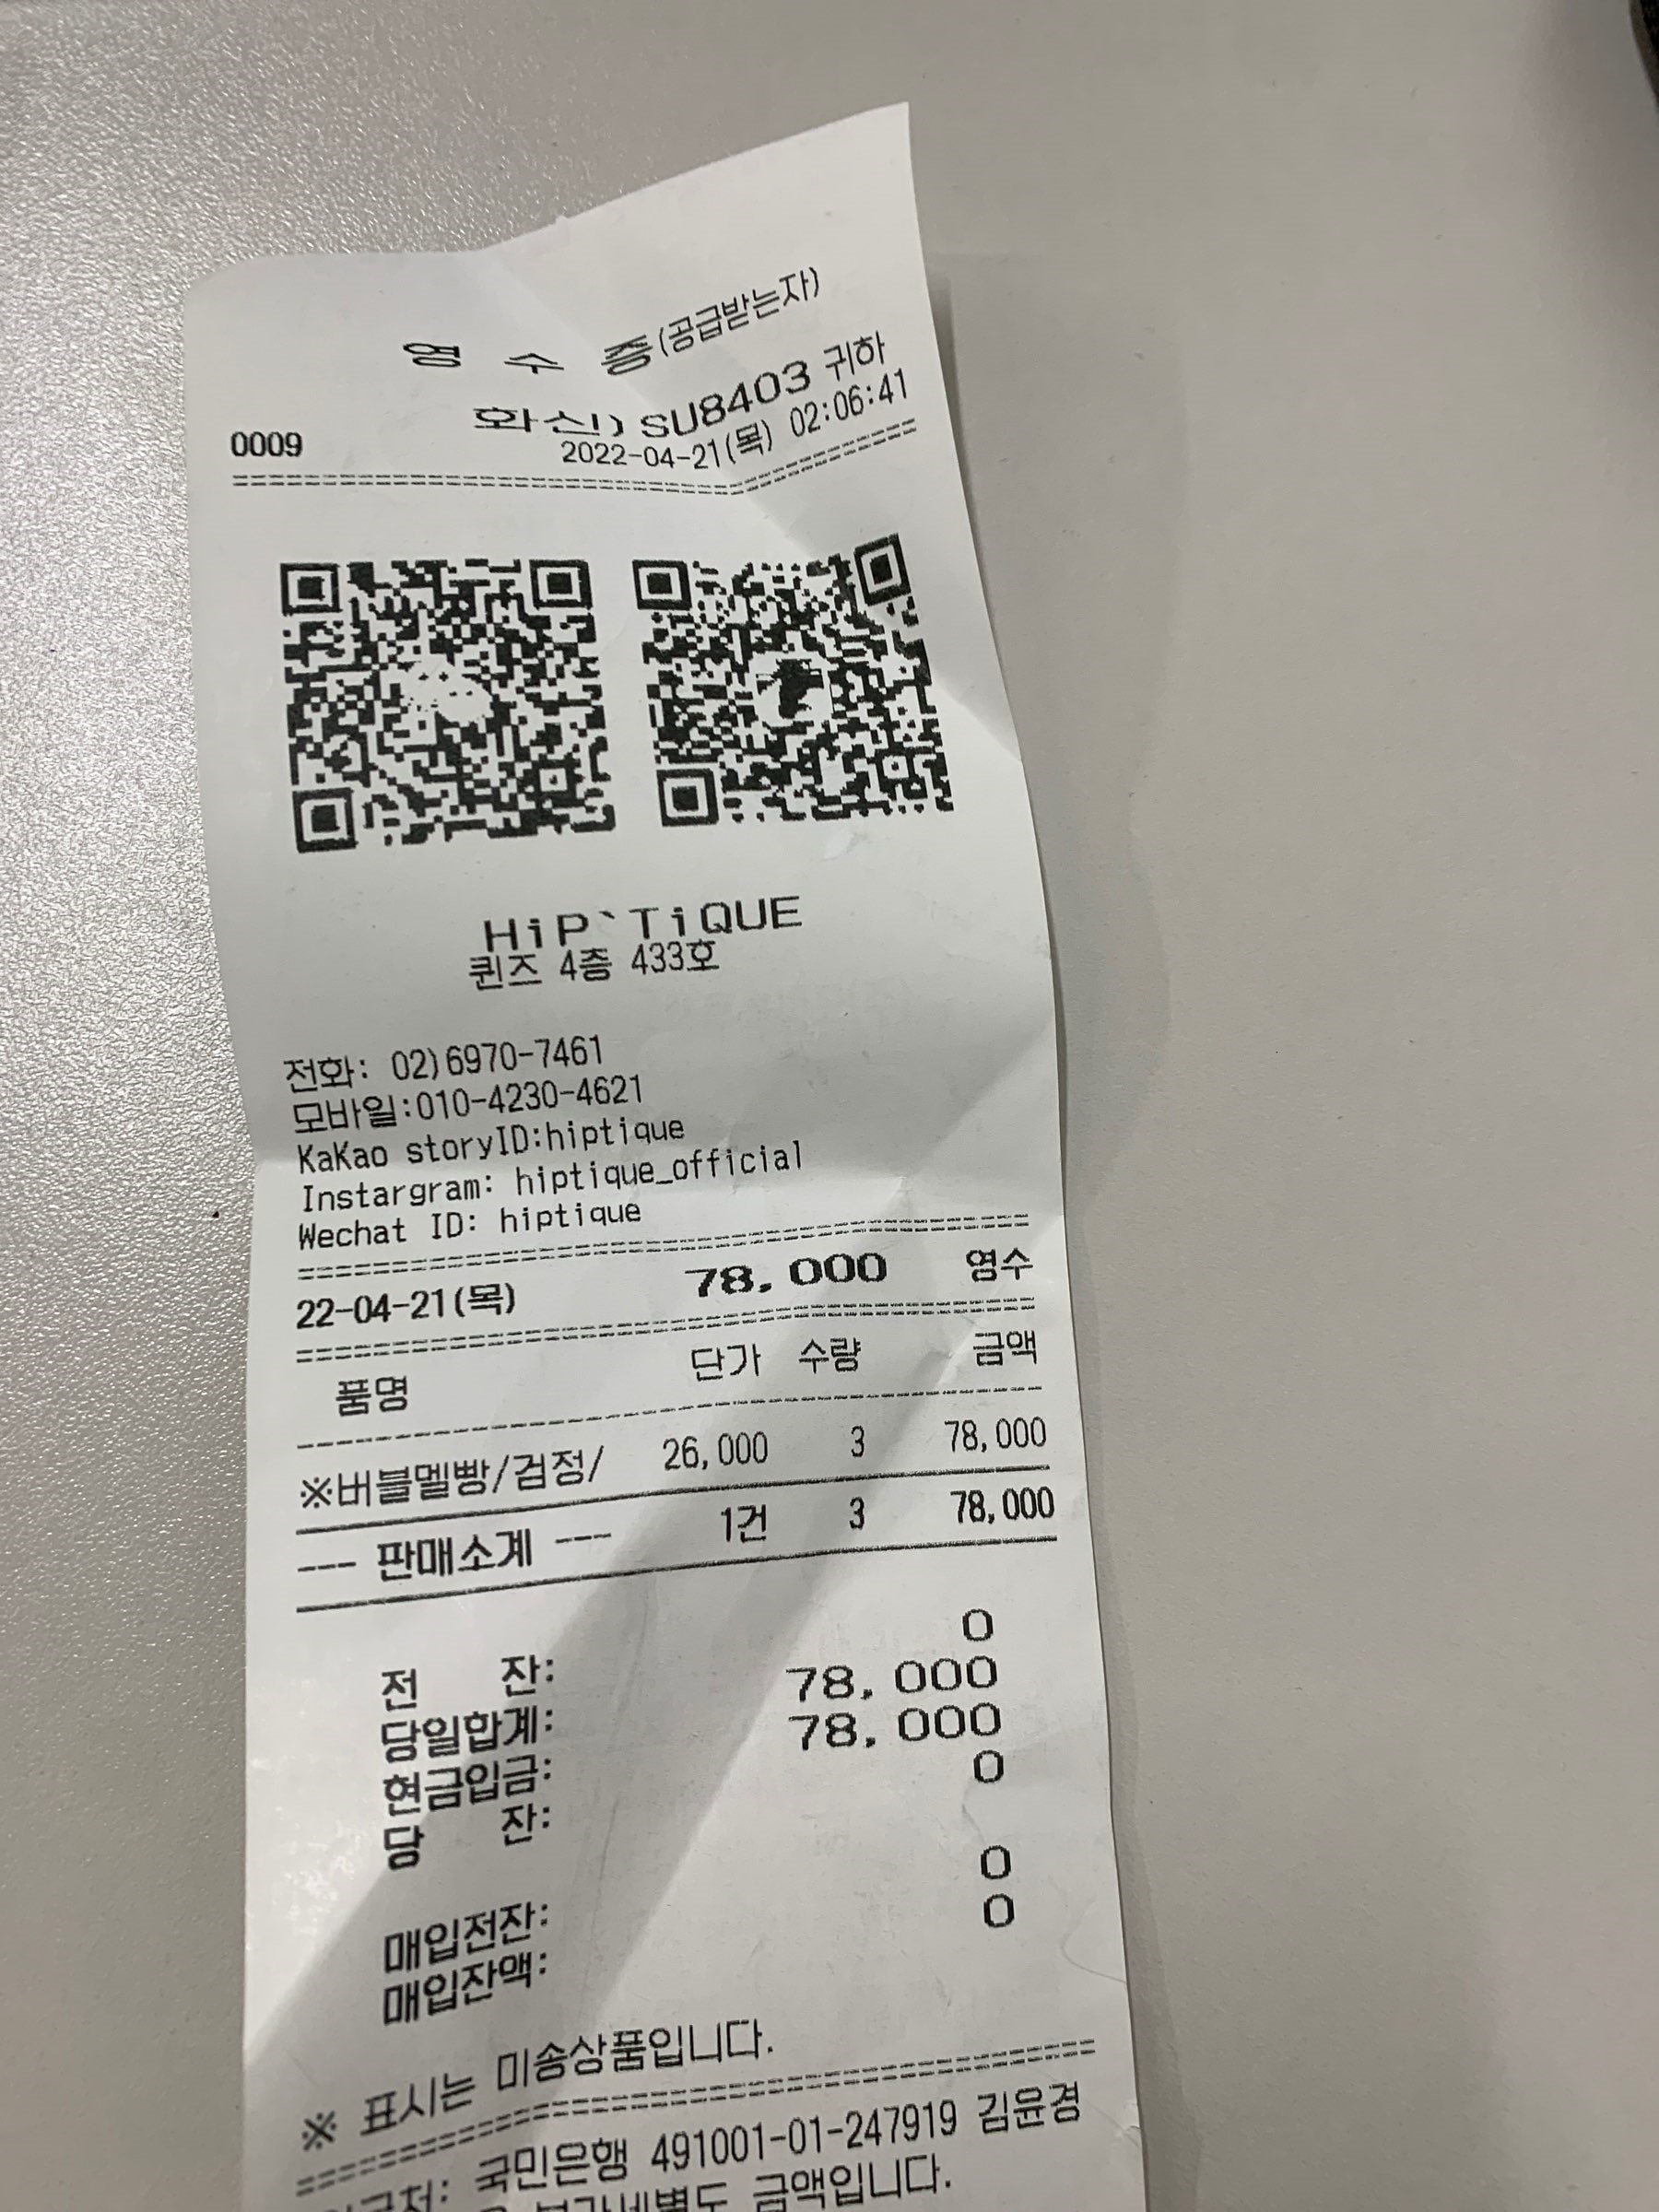 영 수 증(공급받는자)
화신) SU8403 귀하
0009 2022-04-21(목) 02:06:41
HiP`TiQUE
퀸즈 4층 433호
전화: 02)6970-7461
모바일:010-4230-4621
KaKao storyID:hiptique
Instargram: hiptique_official
Wechat ID: hiptique
22-04-21(목) 78,000 영수
품명 단가 수량 금액
※버블멜빵/검정/ 26,000 3 78,000
--- 판매소계 --- 1건 3 78,000
전 잔: 0
당일합계: 78,000
현금입금: 78,000
당 잔: 0
매입전잔: 0
매입잔액: 0
※ 표시는 미송상품입니다.
국민은행 491001-01-247919 김윤경
금액입니다.